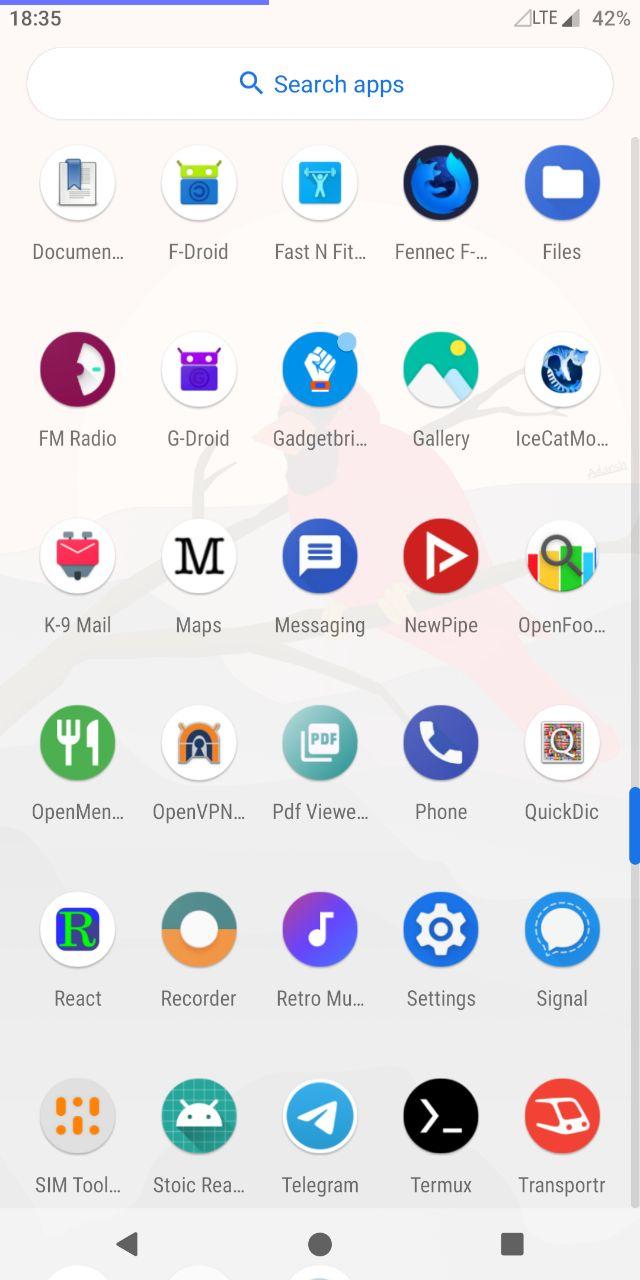 18:35 LTE 42%
Search apps
Documen... F-Droid Fast N Fit... Fennec F-... Files
FM Radio G-Droid Gadgetbri... Gallery IceCatMo...
Adarsh
M
K-9 Mail Maps Messaging NewPipe OpenFoo...
PDF Q
OpenMen... OpenVPN... Pdf Viewe... Phone QuickDic
R
React Recorder Retro Mu... Settings Signal
SIM Tool... Stoic Rea... Telegram Termux Transportr